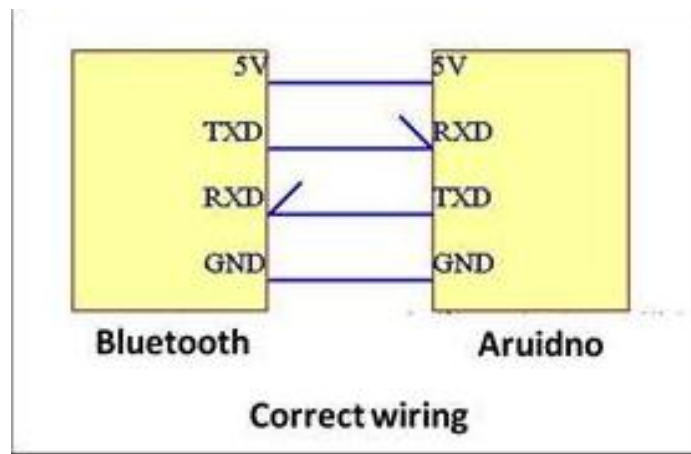 5V 5V
TXD RXD
RXD TXD
GND GND
Bluetooth Aruidno
Correct wiring